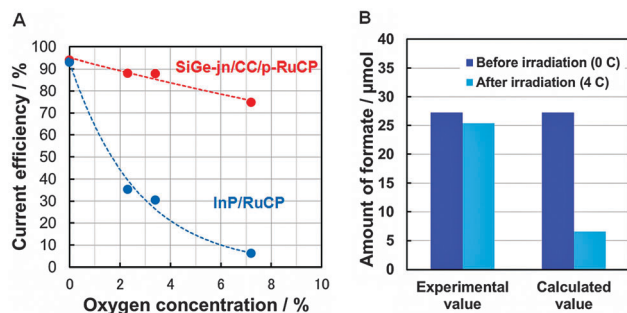 A
100
90
80
70
60
50
40
30
20
10
0
0
2
4
6
8
10
Current efficiency / %
Oxygen concentration / %
SiGe-jn/CC/p-RuCP
InP/RuCP
B
40
35
30
25
20
15
10
5
0
Amount of formate / µmol
Before irradiation (0 C)
After irradiation (4 C)
Experimental
value
Calculated
value